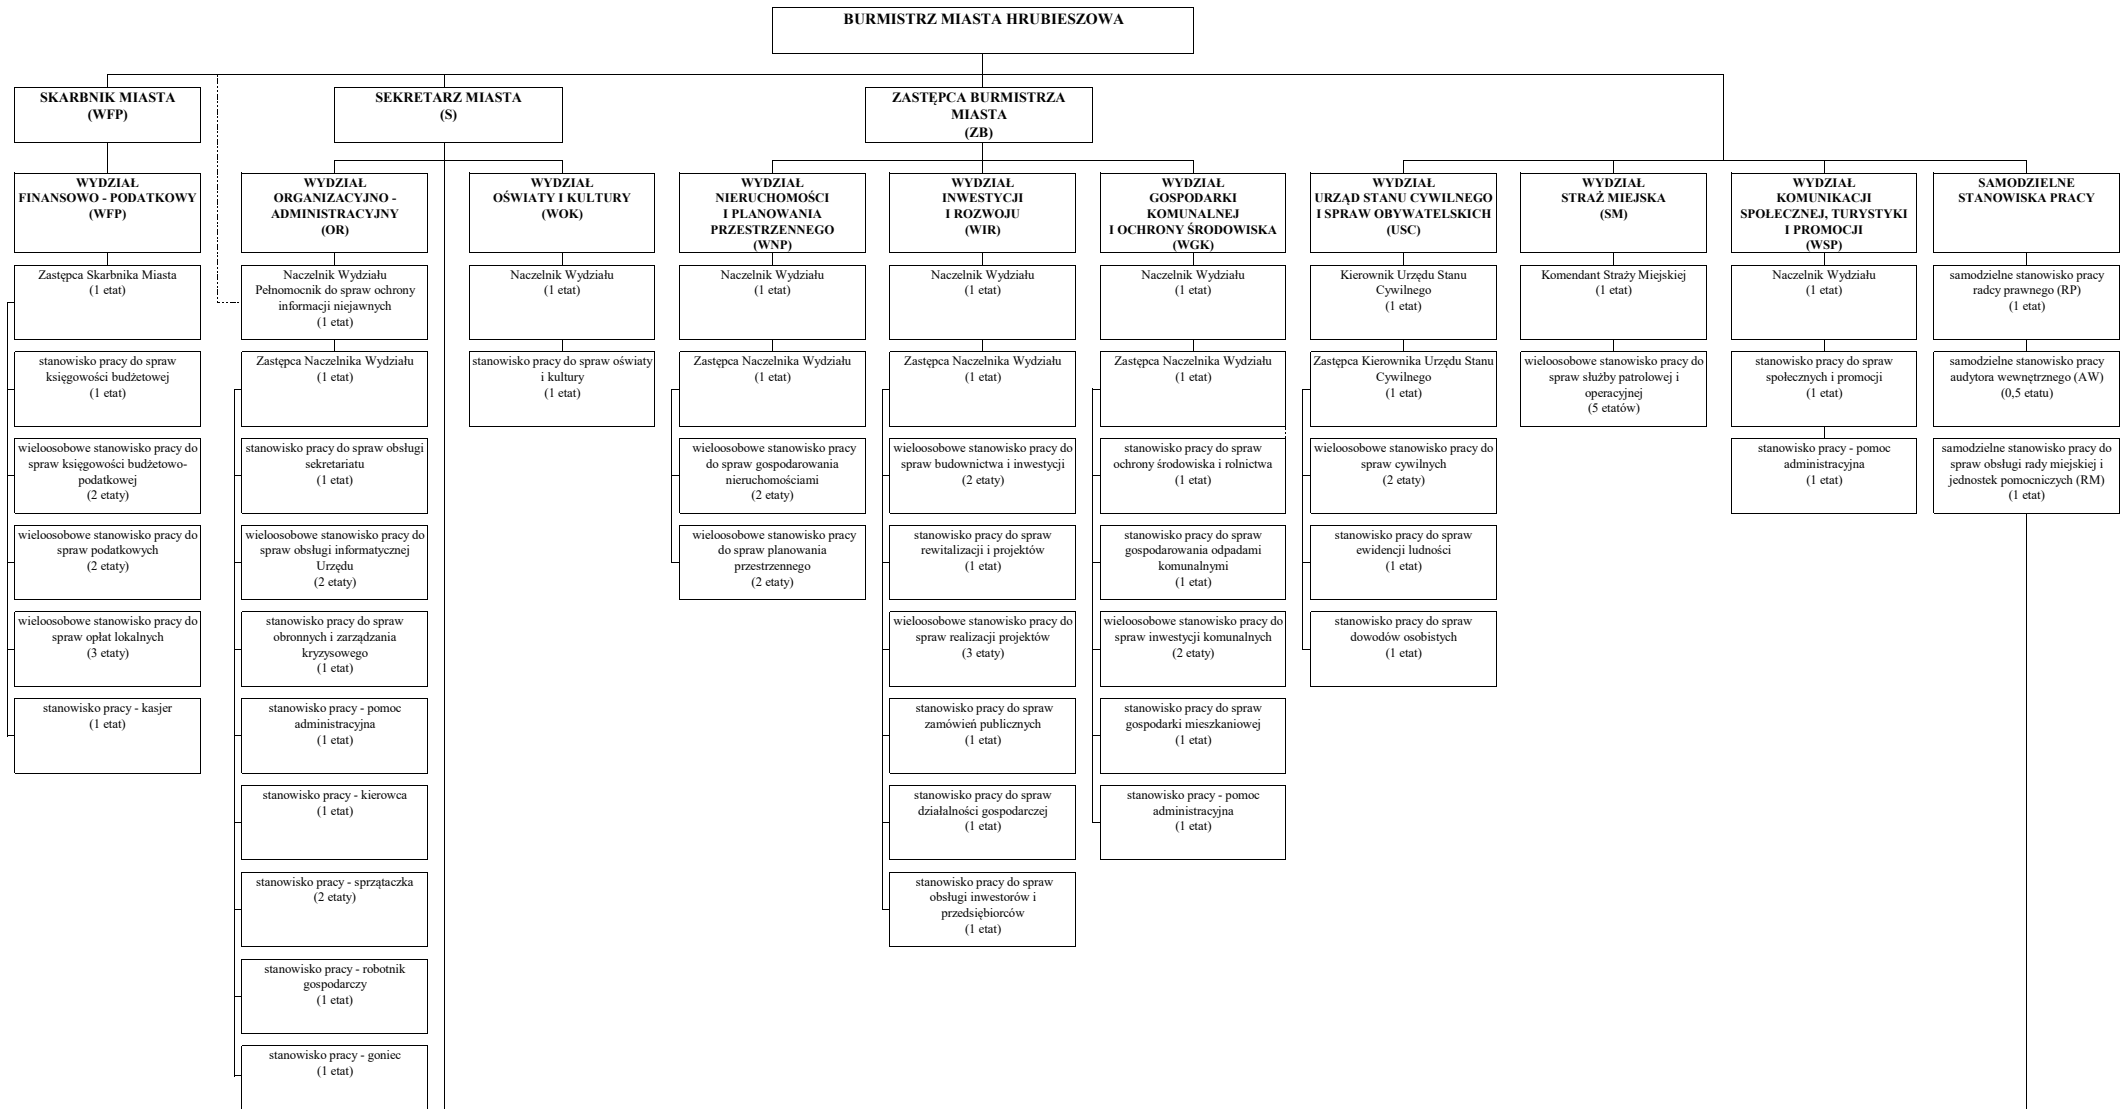 BURMISTRZ MIASTA HRUBIESZOWA
SKARBNIK MIASTA
(WFP)
SEKRETARZ MIASTA
(S)
ZASTĘPCA BURMISTRZA
MIASTA
(ZB)
WYDZIAŁ
FINANSOWO - PODATKOWY
(WFP)
Zastępca Skarbnika Miasta
(1 etat)
stanowisko pracy do spraw
księgowości budżetowej
(1 etat)
wieloosobowe stanowisko pracy do
spraw księgowości budżetowo-
podatkowej
(2 etaty)
wieloosobowe stanowisko pracy do
spraw podatkowych
(2 etaty)
wieloosobowe stanowisko pracy do
spraw opłat lokalnych
(3 etaty)
stanowisko pracy - kasjer
(1 etat)
WYDZIAŁ
ORGANIZACYJNO -
ADMINISTRACYJNY
(OR)
Naczelnik Wydziału
Pełnomocnik do spraw ochrony
informacji niejawnych
(1 etat)
Zastępca Naczelnika Wydziału
(1 etat)
stanowisko pracy do spraw obsługi
sekretariatu
(1 etat)
wieloosobowe stanowisko pracy do
spraw obsługi informatycznej
Urzędu
(2 etaty)
stanowisko pracy do spraw
obronnych i zarządzania
kryzysowego
(1 etat)
stanowisko pracy - pomoc
administracyjna
(1 etat)
stanowisko pracy - kierowca
(1 etat)
stanowisko pracy - sprzątaczka
(2 etaty)
stanowisko pracy - robotnik
gospodarczy
(1 etat)
stanowisko pracy - goniec
(1 etat)
WYDZIAŁ
OŚWIATY I KULTURY
(WOK)
Naczelnik Wydziału
(1 etat)
stanowisko pracy do spraw oświaty
i kultury
(1 etat)
WYDZIAŁ
NIERUCHOMOŚCI
I PLANOWANIA
PRZESTRZENNEGO
(WNP)
Naczelnik Wydziału
(1 etat)
Zastępca Naczelnika Wydziału
(1 etat)
wieloosobowe stanowisko pracy
do spraw gospodarowania
nieruchomościami
(2 etaty)
wieloosobowe stanowisko pracy
do spraw planowania
przestrzennego
(2 etaty)
WYDZIAŁ
INWESTYCJI
I ROZWOJU
(WIR)
Naczelnik Wydziału
(1 etat)
Zastępca Naczelnika Wydziału
(1 etat)
wieloosobowe stanowisko pracy do
spraw budownictwa i inwestycji
(2 etaty)
stanowisko pracy do spraw
rewitalizacji i projektów
(1 etat)
wieloosobowe stanowisko pracy do
spraw realizacji projektów
(3 etaty)
stanowisko pracy do spraw
zamówień publicznych
(1 etat)
stanowisko pracy do spraw
działalności gospodarczej
(1 etat)
stanowisko pracy do spraw
obsługi inwestorów i
przedsiębiorców
(1 etat)
WYDZIAŁ
GOSPODARKI
KOMUNALNEJ
I OCHRONY ŚRODOWISKA
(WGK)
Naczelnik Wydziału
(1 etat)
Zastępca Naczelnika Wydziału
(1 etat)
stanowisko pracy do spraw
ochrony środowiska i rolnictwa
(1 etat)
stanowisko pracy do spraw
gospodarowania odpadami
komunalnymi
(1 etat)
wieloosobowe stanowisko pracy do
spraw inwestycji komunalnych
(2 etaty)
stanowisko pracy do spraw
gospodarki mieszkaniowej
(1 etat)
stanowisko pracy - pomoc
administracyjna
(1 etat)
WYDZIAŁ
URZĄD STANU CYWILNEGO
I SPRAW OBYWATELSKICH
(USC)
Kierownik Urzędu Stanu
Cywilnego
(1 etat)
Zastępca Kierownika Urzędu Stanu
Cywilnego
(1 etat)
wieloosobowe stanowisko pracy do
spraw cywilnych
(2 etaty)
stanowisko pracy do spraw
ewidencji ludności
(1 etat)
stanowisko pracy do spraw
dowodów osobistych
(1 etat)
WYDZIAŁ
STRAŻ MIEJSKA
(SM)
Komendant Straży Miejskiej
(1 etat)
wieloosobowe stanowisko pracy do
spraw służby patrolowej i
operacyjnej
(5 etatów)
WYDZIAŁ
KOMUNIKACJI
SPOŁECZNEJ, TURYSTYKI
I PROMOCJI
(WSP)
Naczelnik Wydziału
(1 etat)
stanowisko pracy do spraw
społecznych i promocji
(1 etat)
stanowisko pracy - pomoc
administracyjna
(1 etat)
SAMODZIELNE
STANOWISKA PRACY
samodzielne stanowisko pracy
radcy prawnego (RP)
(1 etat)
samodzielne stanowisko pracy
audytora wewnętrznego (AW)
(0,5 etatu)
samodzielne stanowisko pracy do
spraw obsługi rady miejskiej i
jednostek pomocniczych (RM)
(1 etat)